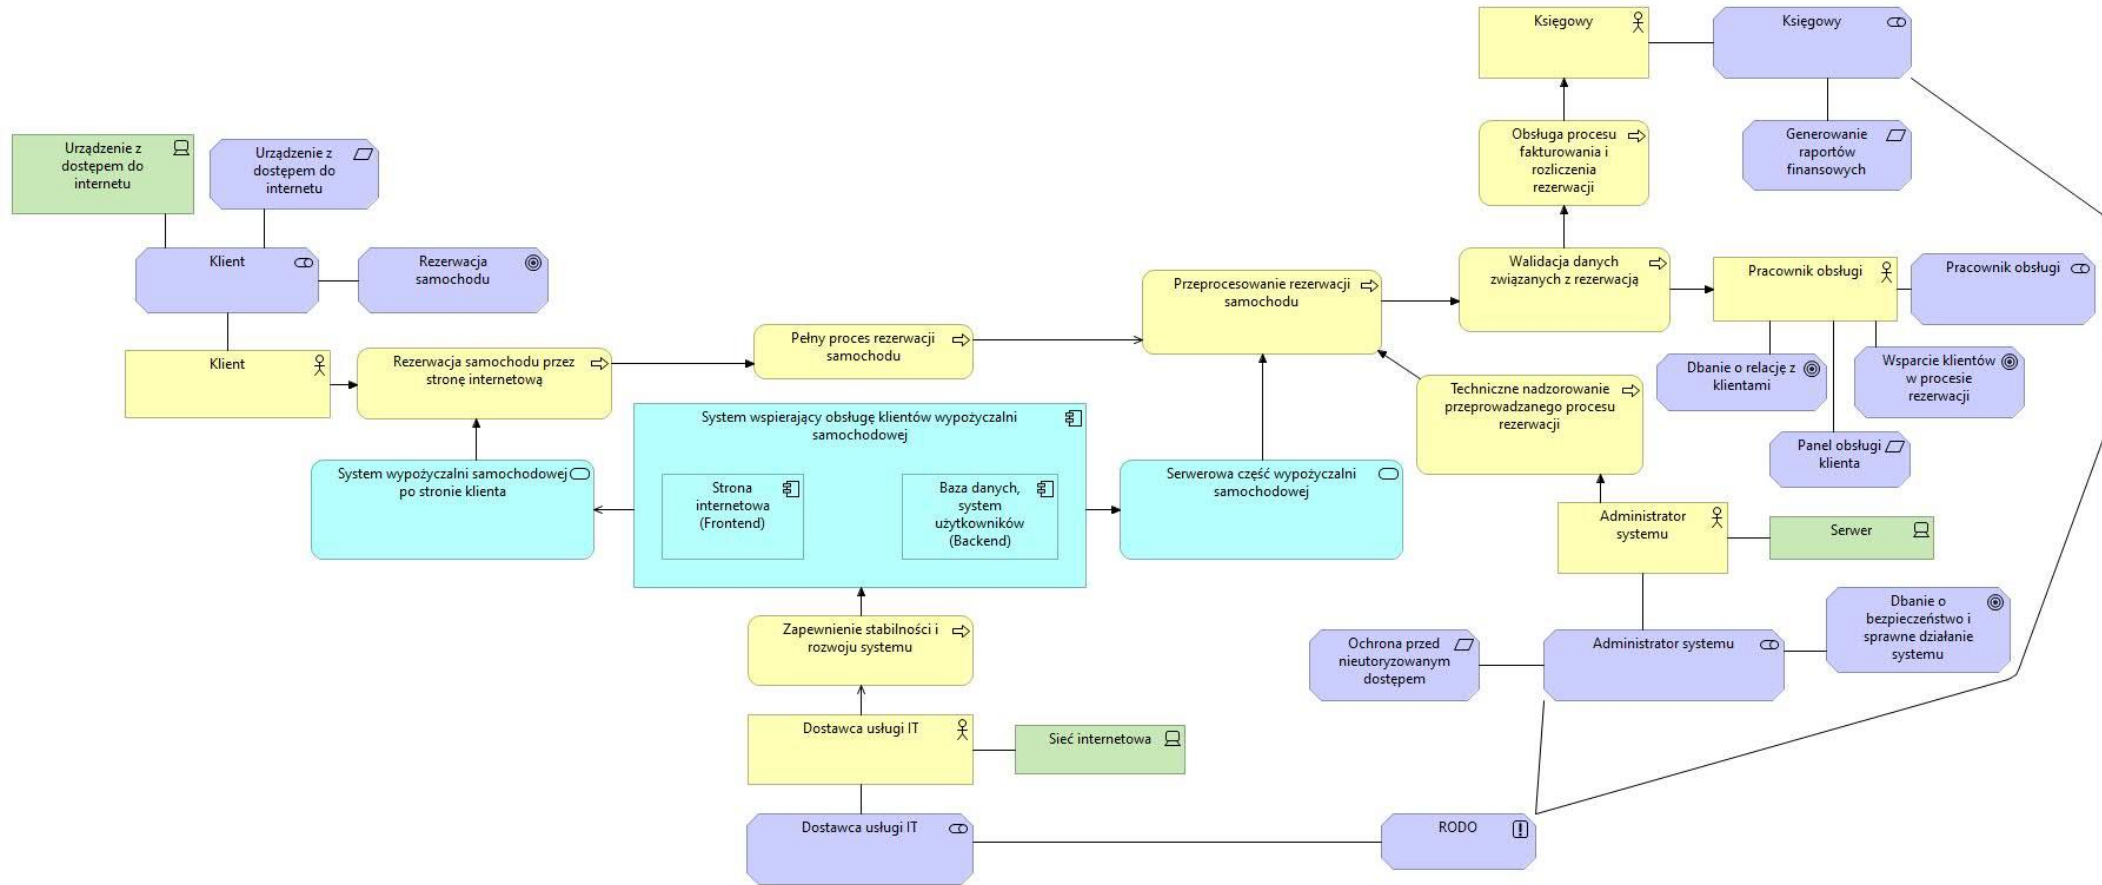 Księgowy
Księgowy
Obsługa procesu
fakturowania i
rozliczenia
rezerwacji
Generowanie
raportów
finansowych
Urządzenie z
dostępem do
internetu
Urządzenie z
dostępem do
internetu
Klient
Rezerwacja
samochodu
Klient
Rezerwacja samochodu przez
stronę internetową
Pełny proces rezerwacji
samochodu
Przeprocesowanie rezerwacji
samochodu
Walidacja danych
związanych z rezerwacją
Pracownik obsługi
Pracownik obsługi
Dbanie o relację z
klientami
Wsparcie klientów
w procesie
rezerwacji
Panel obsługi
klienta
Techniczne nadzorowanie
przeprowadzanego procesu
rezerwacji
System wspierający obsługę klientów wypożyczalni
samochodowej
System wypożyczalni samochodowej
po stronie klienta
Strona
internetowa
(Frontend)
Baza danych,
system
użytkowników
(Backend)
Serwerowa część wypożyczalni
samochodowej
Administrator
systemu
Serwer
Zapewnienie stabilności i
rozwoju systemu
Ochrona przed
nieutoryzowanym
dostępem
Administrator systemu
Dbanie o
bezpieczeństwo i
sprawne działanie
systemu
Dostawca usługi IT
Sieć internetowa
Dostawca usługi IT
RODO